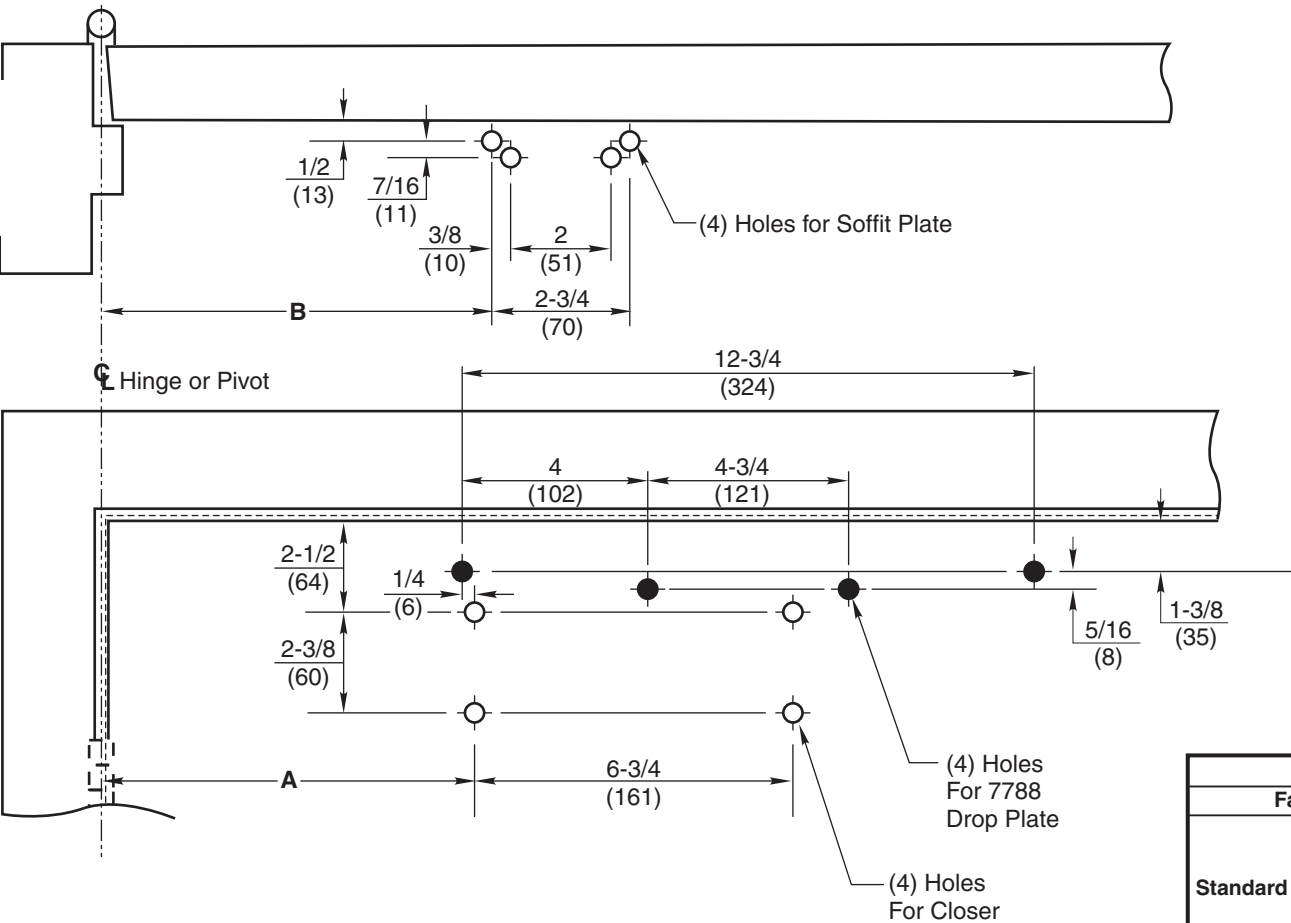 1/2
(13)
7/16
(11)
3/8
(10)
2
(51)
(4) Holes for Soffit Plate
2-3/4
(70)
B
℄ Hinge or Pivot
12-3/4
(324)
4
(102)
4-3/4
(121)
2-1/2
(64)
1/4
(6)
2-3/8
(60)
5/16
(8)
1-3/8
(35)
A
6-3/4
(161)
(4) Holes
For 7788
Drop Plate
(4) Holes
For Closer
Fa
Standard